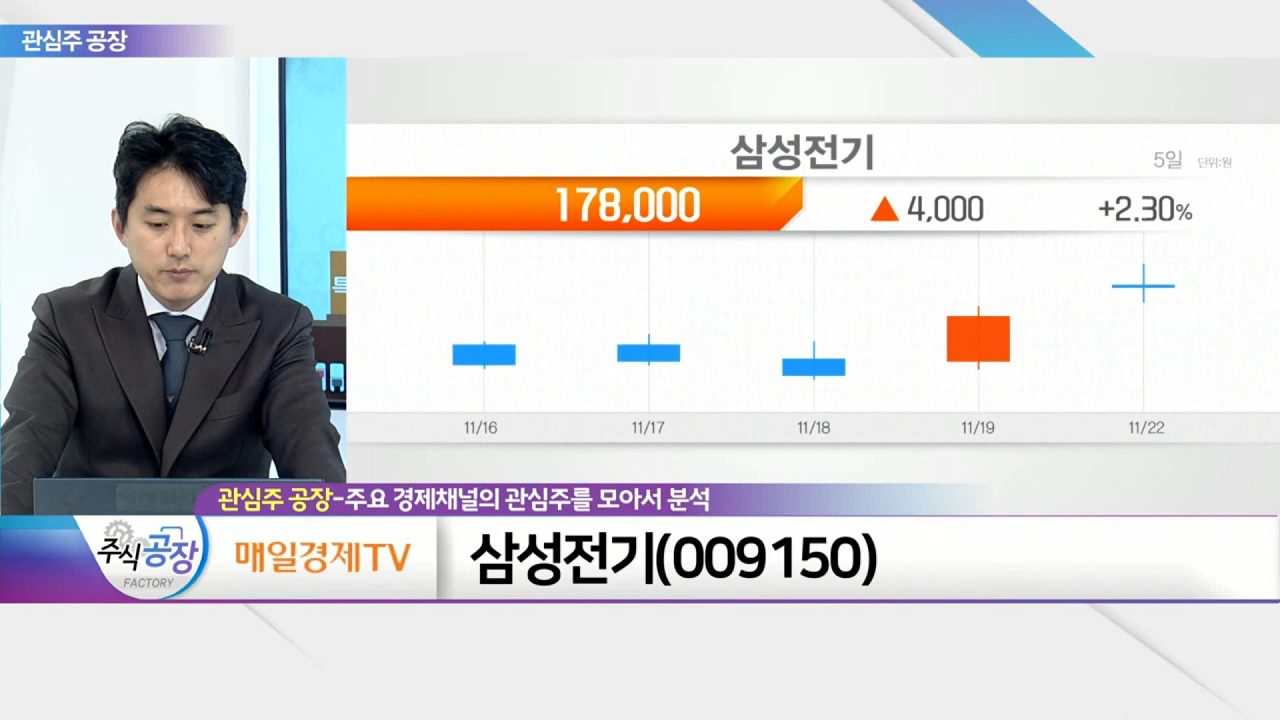 관심주 공장
삼성전기
5일 단위:원
178,000 ▲ 4,000 +2.30%
11/16 11/17 11/18 11/19 11/22
관심주 공장-주요 경제채널의 관심주를 모아서 분석
주식공장
FACTORY
매일경제TV
삼성전기(009150)